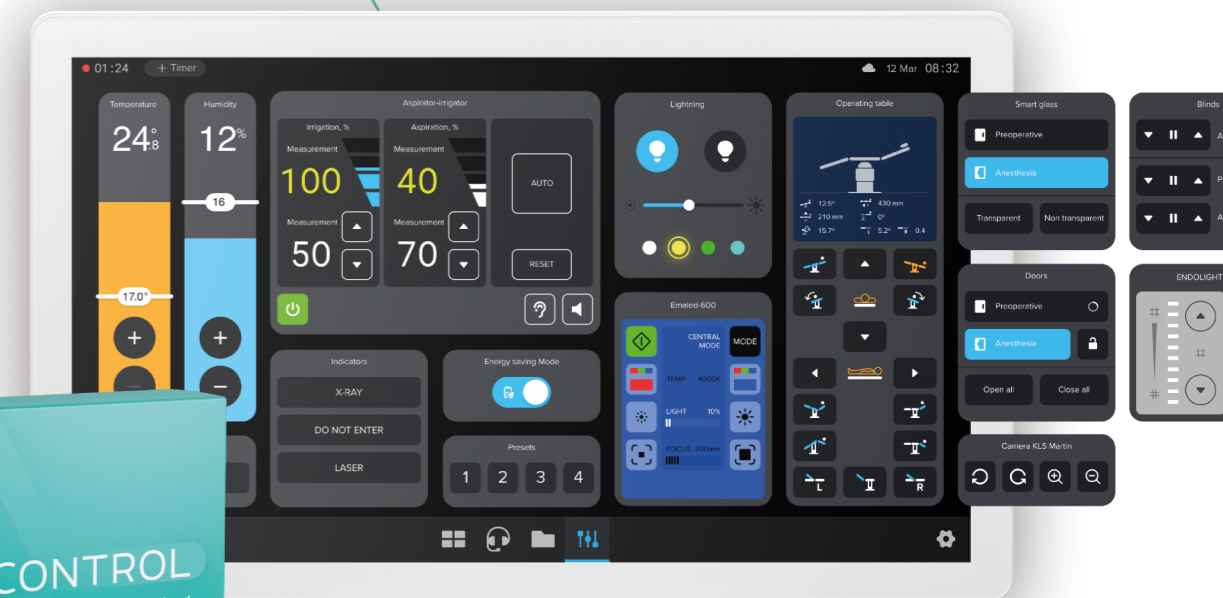 01:24
+ Timer
12 Mar 08:32
Temperature
24°.8
17.0°
+
−
Humidity
12%
16
+
−
Aspirator-irrigator
Irrigation, %
Measurement
100
Measurement
50
Aspiration, %
Measurement
40
Measurement
70
AUTO
RESET
Indicators
X-RAY
DO NOT ENTER
LASER
Energy saving Mode
Presets
1 2 3 4
Lightning
Emaled-600
CENTRAL
MODE
MODE
TEMP 4500K
LIGHT 10%
FOCUS 200mm
Operating table
12.5° 430 mm
210 mm 0°
15.7° 5.2° 0.4
L
R
Smart glass
Preoperative
Anesthesia
Transparent
Non transparent
Doors
Preoperative
Anesthesia
Open all
Close all
Camera KLS Martin
Blinds
A
P
A
ENDOLIGHT
CONTROL